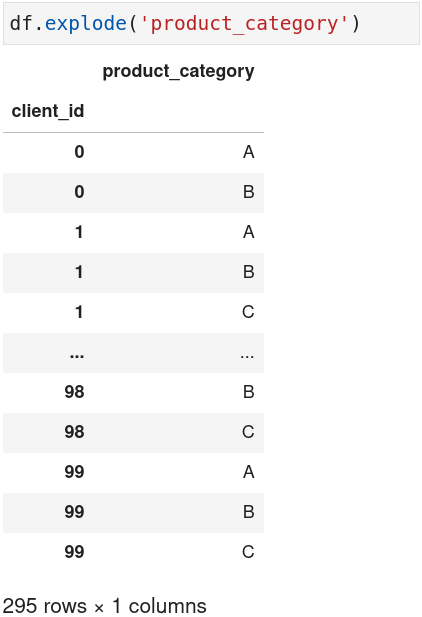 df.explode('product_category')
product_category
client_id
0 A
0 B
1 A
1 B
1 C
... ...
98 B
98 C
99 A
99 B
99 C
295 rows × 1 columns